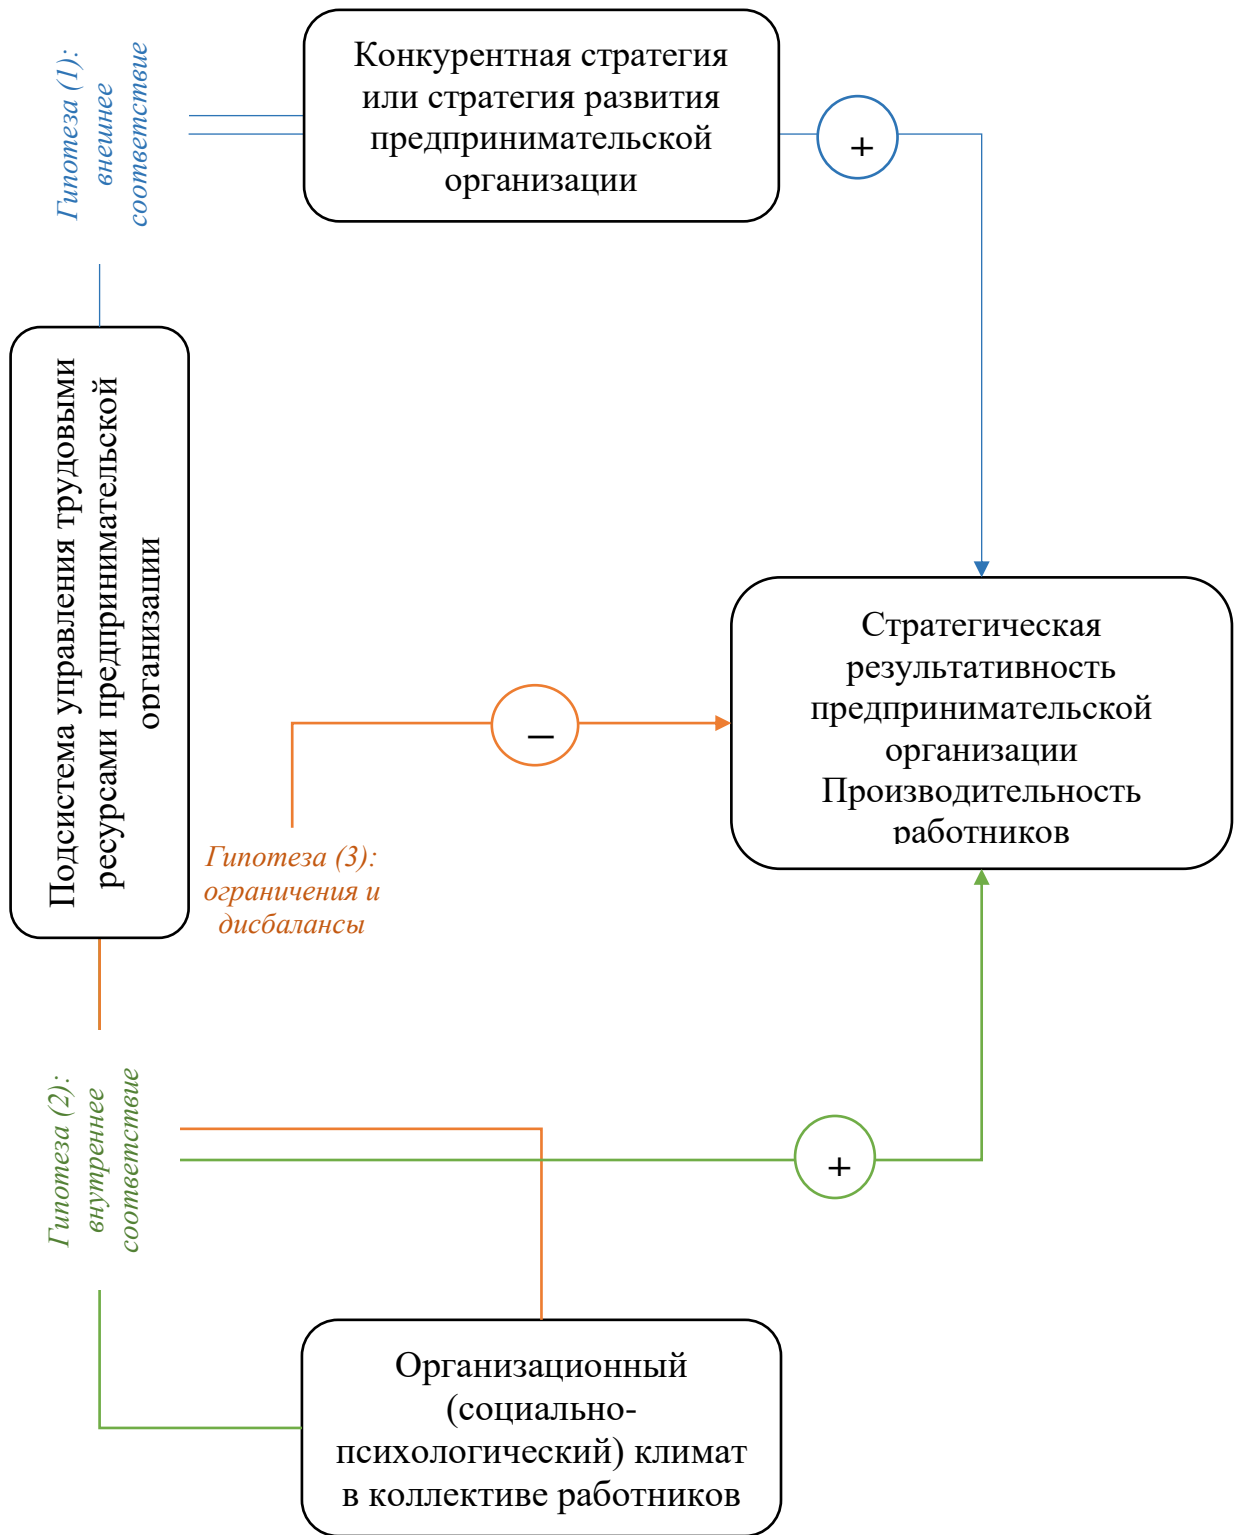 Гипотеза (1):
внешнее
соответствие
Конкурентная стратегия
или стратегия развития
предпринимательской
организации
+
Подсистема управления трудовыми
ресурсами предпринимательской
организации
Стратегическая
результативность
предпринимательской
организации
Производительность
работников
–
Гипотеза (3):
ограничения и
дисбалансы
Гипотеза (2):
внутреннее
соответствие
+
Организационный
(социально-
психологический) климат
в коллективе работников